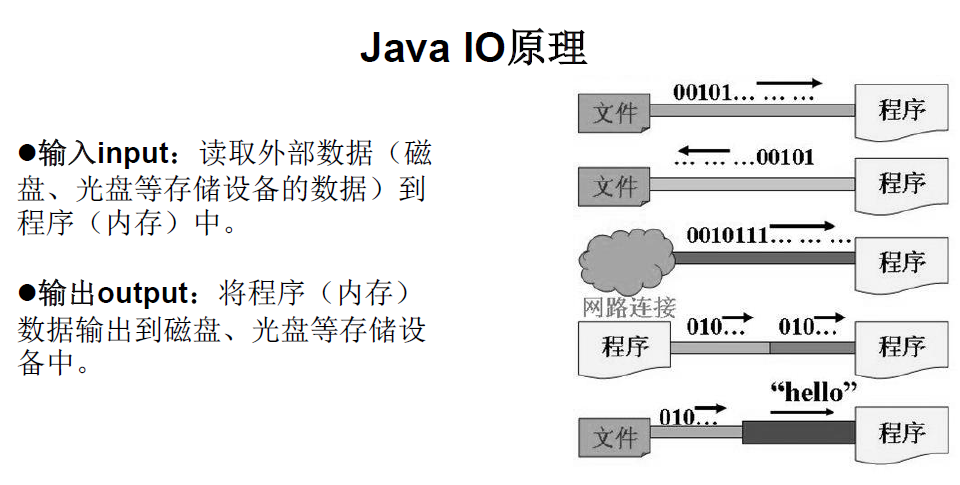 Java IO原理
●输入input：读取外部数据（磁
盘、光盘等存储设备的数据）到
程序（内存）中。
●输出output：将程序（内存）
数据输出到磁盘、光盘等存储设
备中。
00101… … …
文件
程序
… … …00101
文件
程序
0010111… … …
程序
网路连接
010…
010…
程序
程序
“hello”
010…
文件
程序